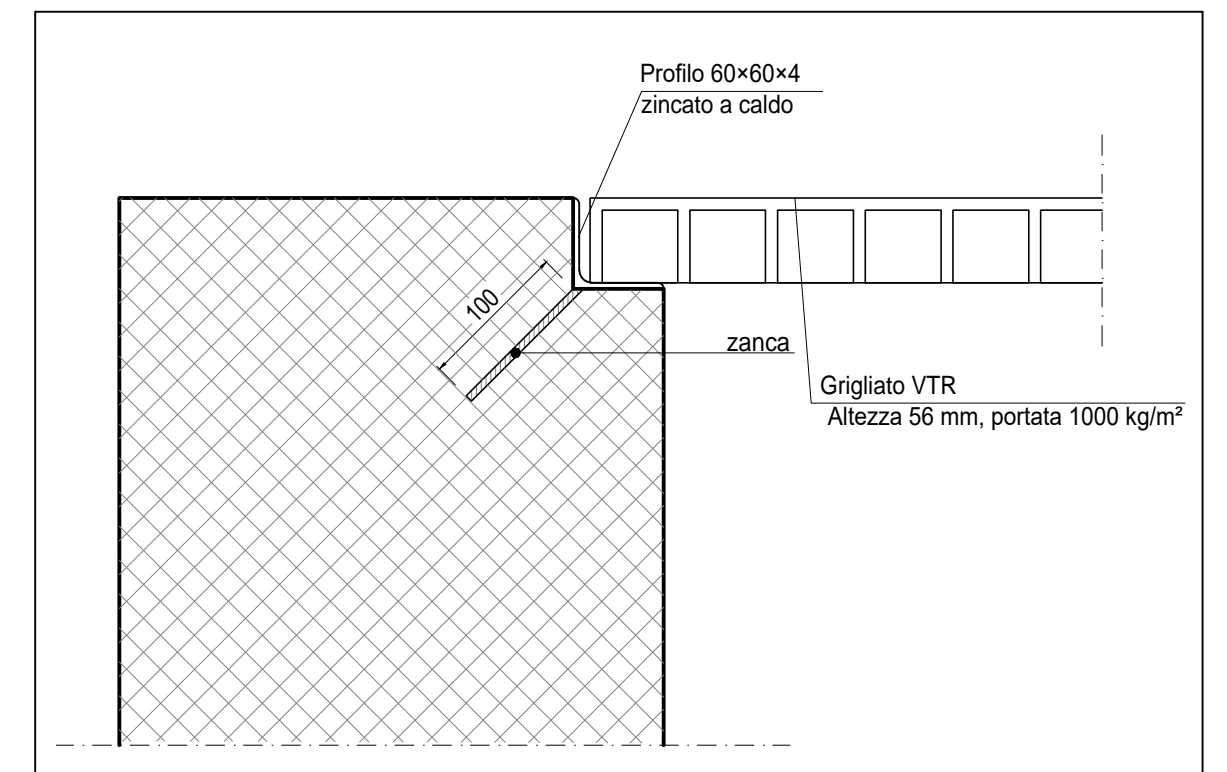 Profilo 60×60×4
zincato a caldo
100
zanca
Grigliato VTR
Altezza 56 mm, portata 1000 kg/m²